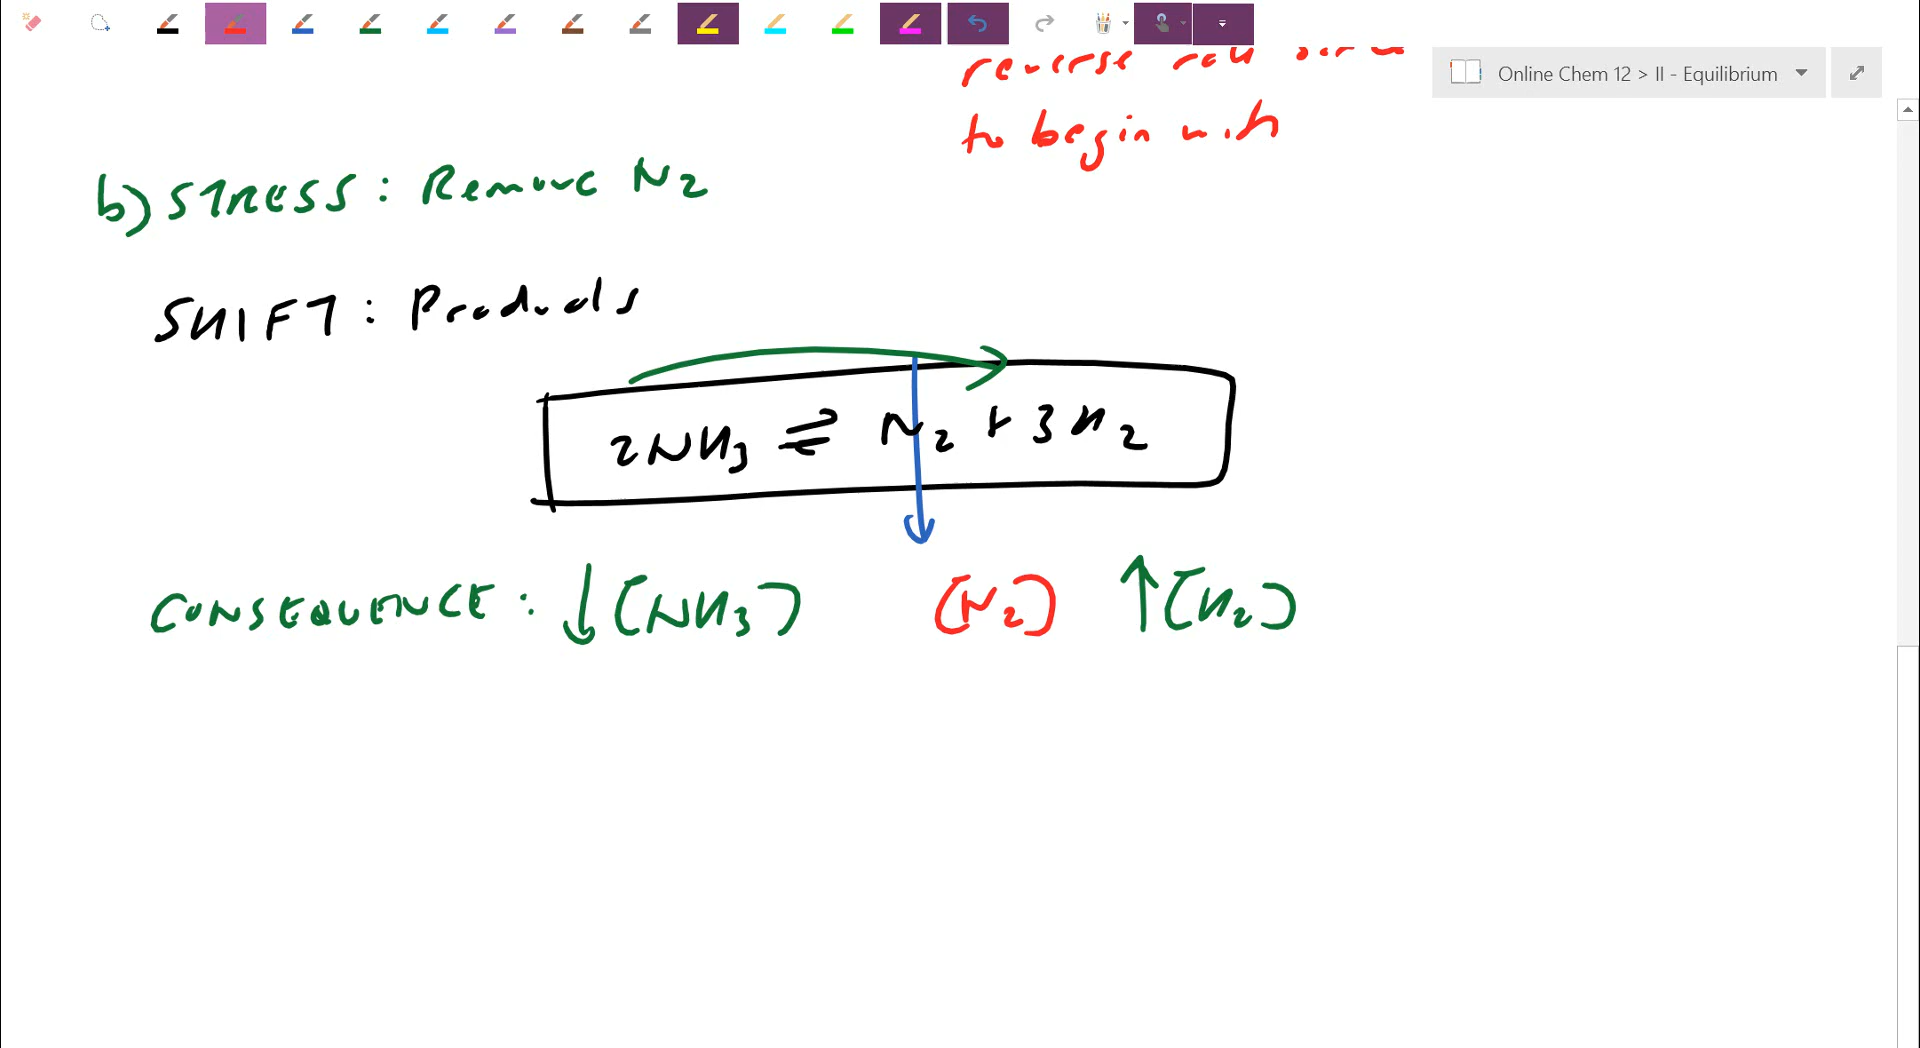 Online Chem 12 > II - Equilibrium
reverse
to begin with
b) STRESS: Remove N₂
SHIFT: Products
2NH₃ ⇌ N₂ + 3H₂
CONSEQUENCE: ↓[NH₃] [N₂] ↑[H₂]